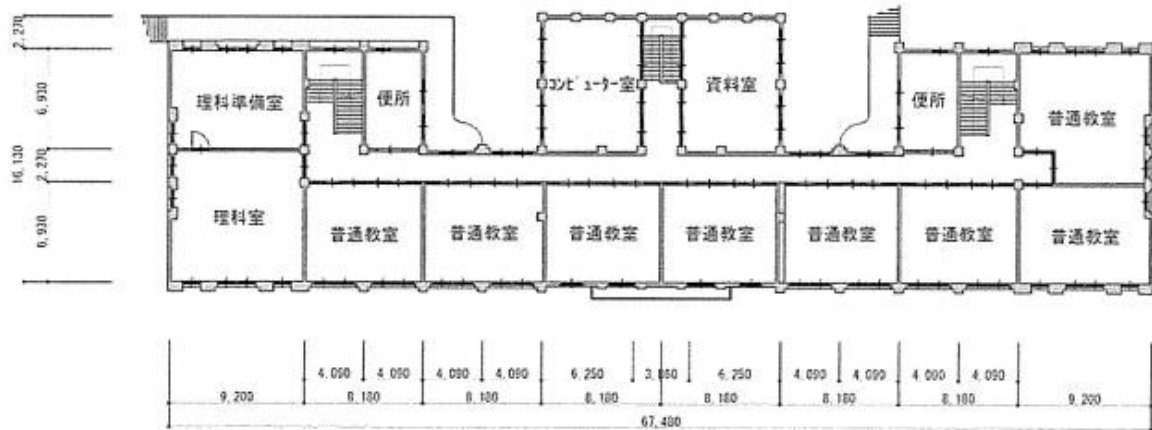 2,270
6,930
2,270
6,930
16,130
理科準備室
便所
コンピューター室
資料室
便所
普通教室
理科室
普通教室
普通教室
普通教室
普通教室
普通教室
普通教室
普通教室
4,090 4,090 4,090 4,090 6,250 3,860 6,250 4,090 4,090 4,090 4,090
9,200 8,180 8,180 8,180 8,180 8,180 8,180 9,200
67,480